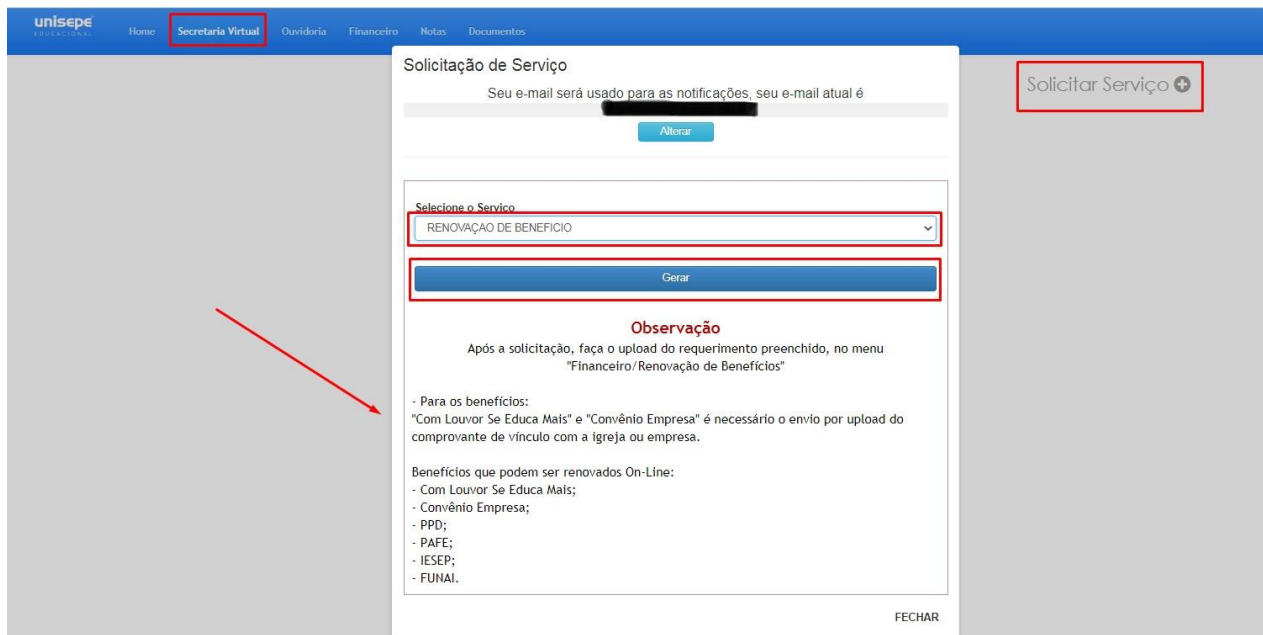 unisepe
EDUCACIONAL
Home Secretaria Virtual Ouvidoria Financeiro Notas Documentos
Solicitar Serviço
Solicitação de Serviço
Seu e-mail será usado para as notificações, seu e-mail atual é
Alterar
Selecione o Serviço
RENOVAÇAO DE BENEFICIO
Gerar
Observação
Após a solicitação, faça o upload do requerimento preenchido, no menu
"Financeiro/Renovação de Benefícios"
- Para os benefícios:
"Com Louvor Se Educa Mais" e "Convênio Empresa" é necessário o envio por upload do
comprovante de vínculo com a igreja ou empresa.
Benefícios que podem ser renovados On-Line:
- Com Louvor Se Educa Mais;
- Convênio Empresa;
- PPD;
- PAFE;
- IESEP;
- FUNAI.
FECHAR